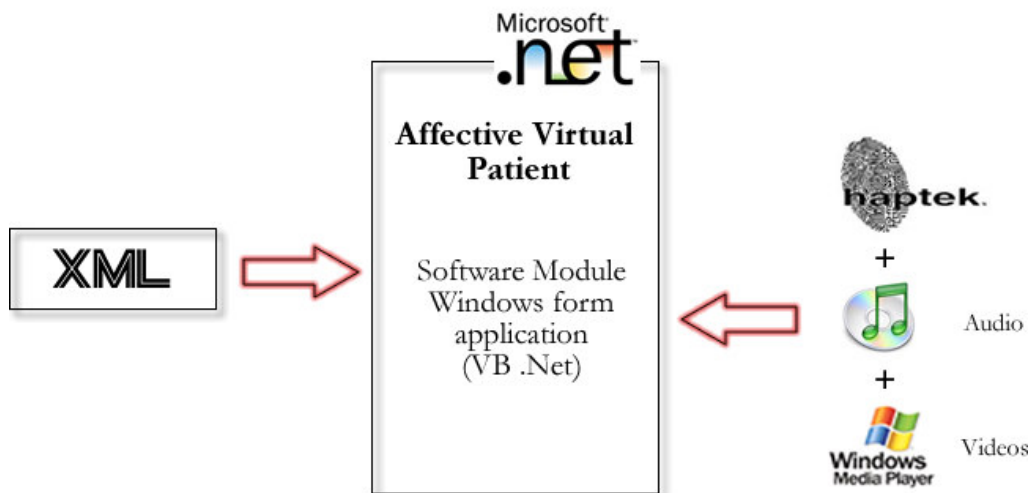 Microsoft
.net
Affective Virtual
Patient
Software Module
Windows form
application
(VB .Net)
XML
haptek.
+
Audio
+
Windows
Media Player
Videos